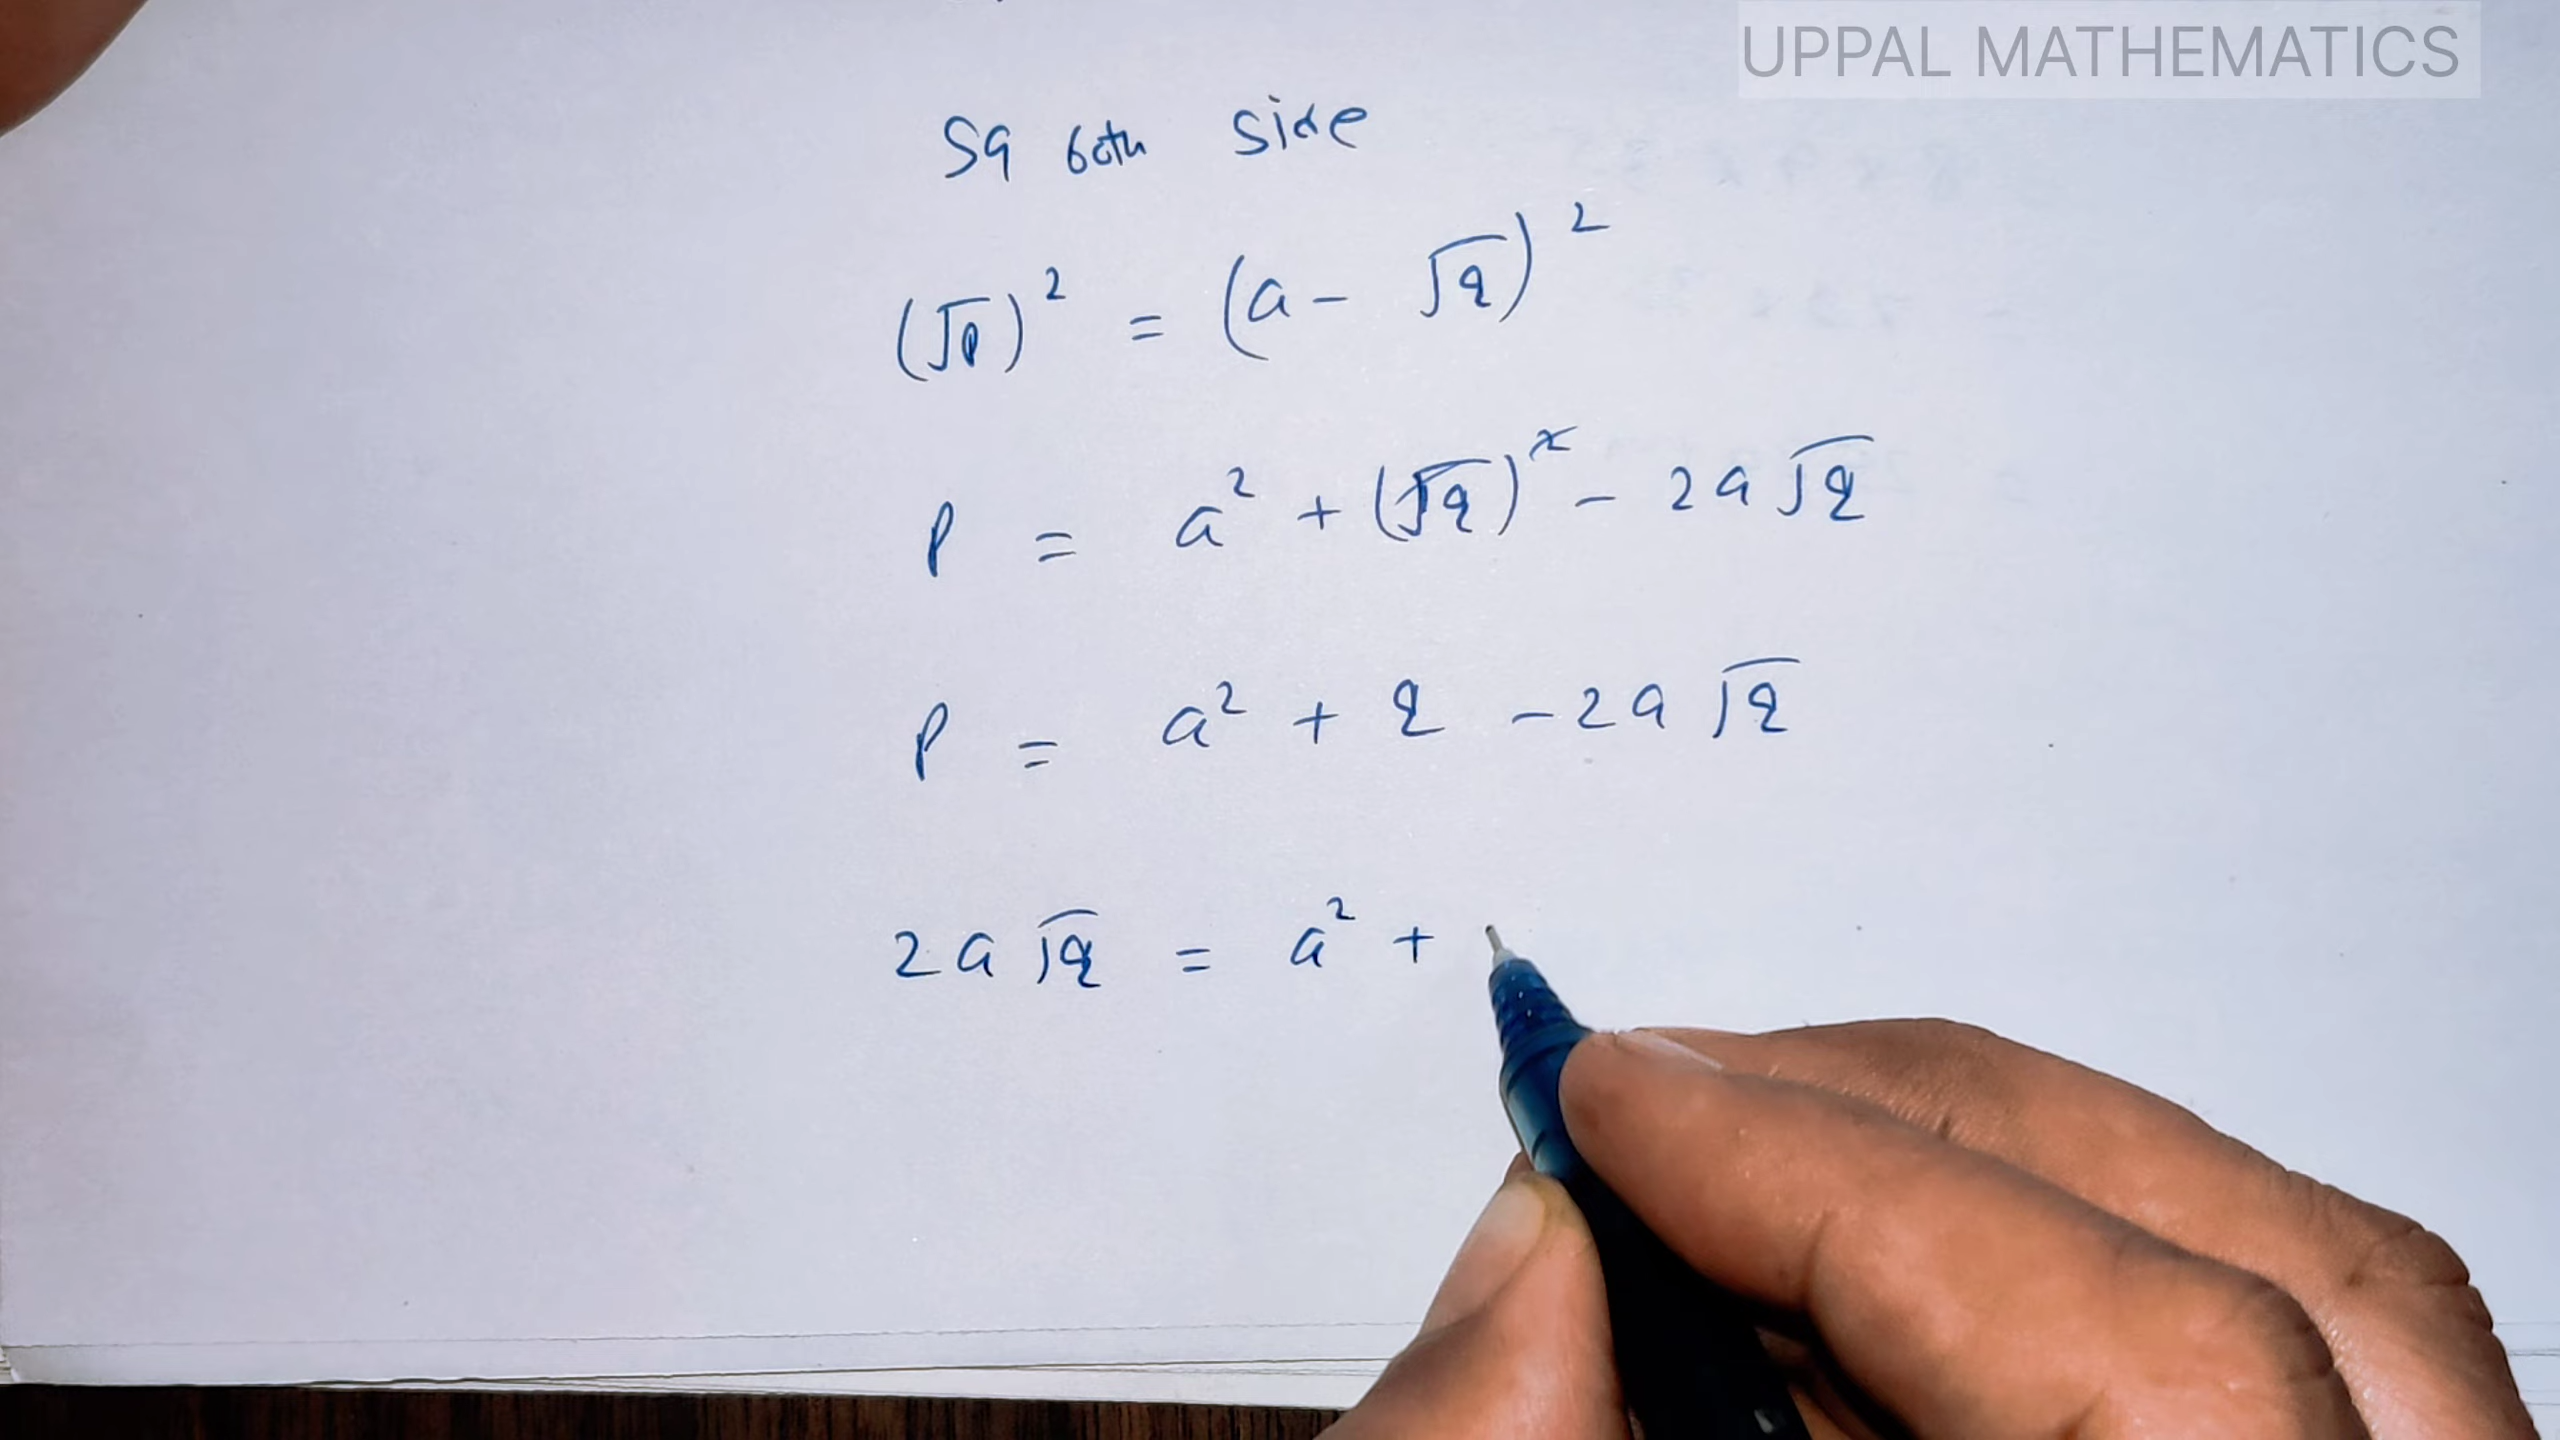 UPPAL MATHEMATICS
Sq both side
(√p)² = (a - √q)²
p = a² + (√q)² - 2a√q
p = a² + q - 2a√q
2a√q = a² +